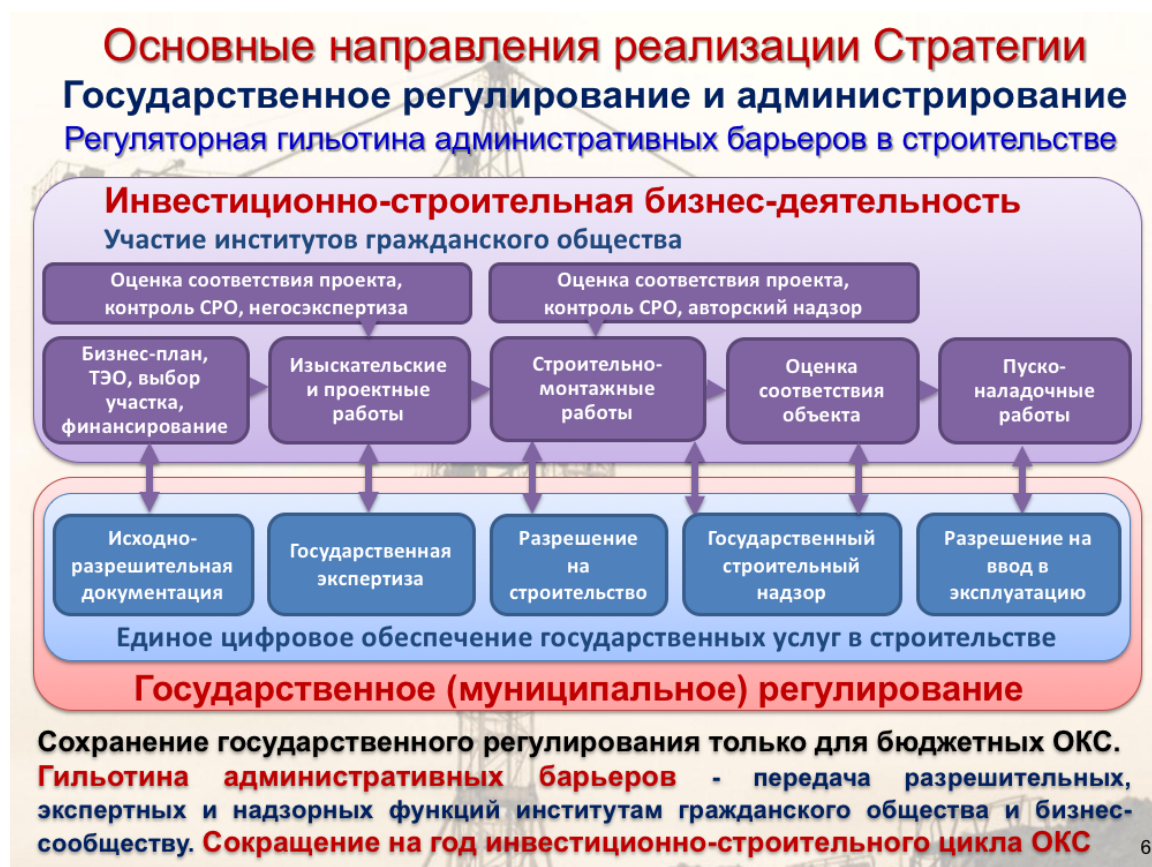 Основные направления реализации Стратегии
Государственное регулирование и администрирование
Регуляторная гильотина административных барьеров в строительстве
Инвестиционно-строительная бизнес-деятельность
Участие институтов гражданского общества
Оценка соответствия проекта,
контроль СРО, негосэкспертиза
Оценка соответствия проекта,
контроль СРО, авторский надзор
Бизнес-план,
ТЭО, выбор
участка,
финансирование
Изыскательские
и проектные
работы
Строительно-
монтажные
работы
Оценка
соответствия
объекта
Пуско-
наладочные
работы
Исходно-
разрешительная
документация
Государственная
экспертиза
Разрешение
на
строительство
Государственный
строительный
надзор
Разрешение на
ввод в
эксплуатацию
Единое цифровое обеспечение государственных услуг в строительстве
Государственное (муниципальное) регулирование
Сохранение государственного регулирования только для бюджетных ОКС.
Гильотина административных барьеров - передача разрешительных,
экспертных и надзорных функций институтам гражданского общества и бизнес-
сообществу. Сокращение на год инвестиционно-строительного цикла ОКС
6